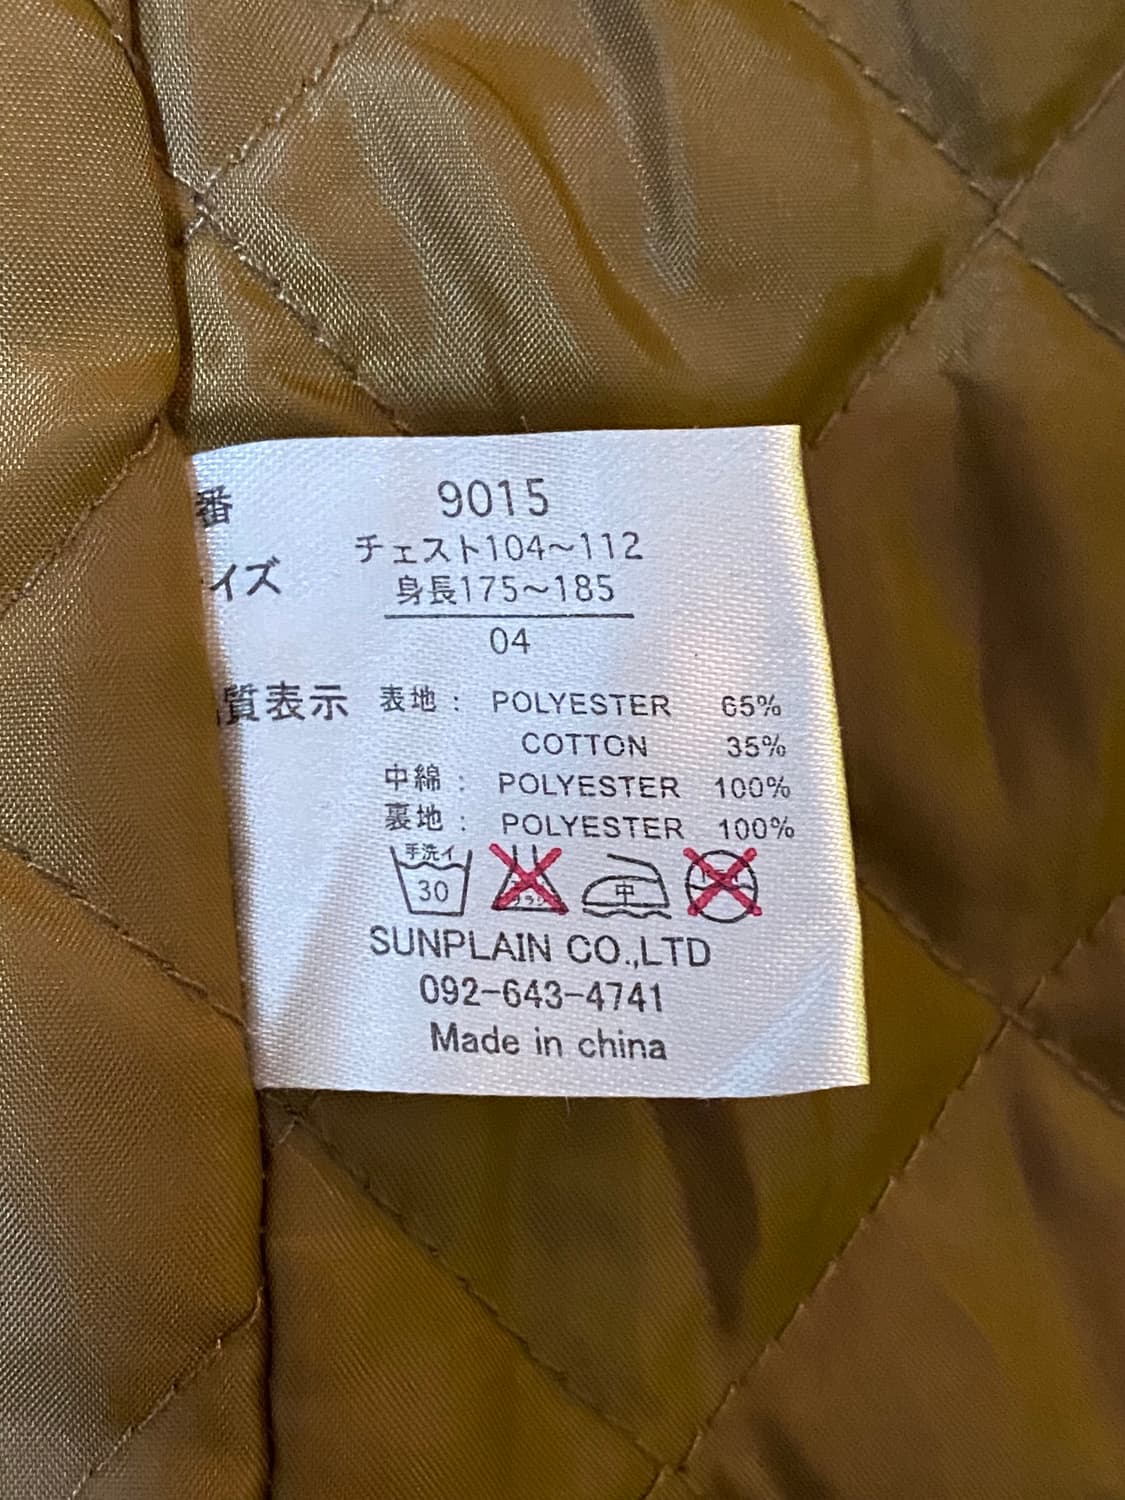 番 9015
イズ チェスト104～112
身長175～185
04
質表示 表地： POLYESTER 65%
COTTON 35%
中綿： POLYESTER 100%
裏地： POLYESTER 100%
手洗イ
30 中
SUNPLAIN CO.,LTD
092-643-4741
Made in china